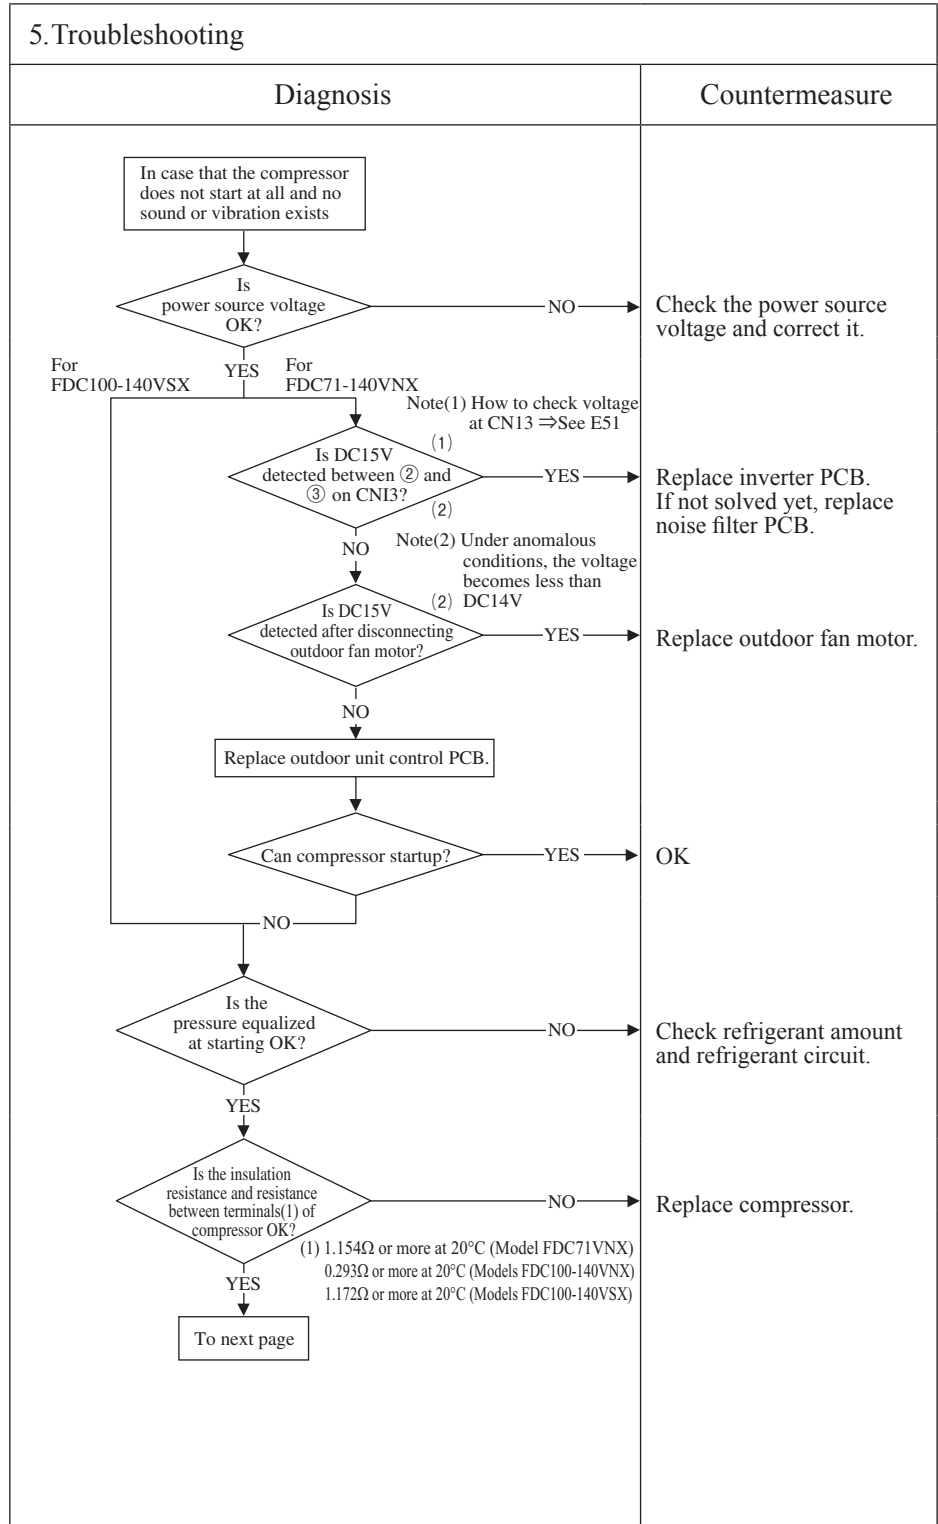 5.Troubleshooting
Diagnosis
Countermeasure
In case that the compressor
does not start at all and no
sound or vibration exists
Is
power source voltage
OK?
NO
Check the power source
voltage and correct it.
YES
For
FDC100-140VSX
For
FDC71-140VNX
Note(1) How to check voltage
at CN13 ⇒See E51
(1)
Is DC15V
detected between ② and
③ on CNI3?
(2)
YES
Replace inverter PCB.
If not solved yet, replace
noise filter PCB.
NO
Note(2) Under anomalous
conditions, the voltage
becomes less than
DC14V
(2)
Is DC15V
detected after disconnecting
outdoor fan motor?
YES
Replace outdoor fan motor.
NO
Replace outdoor unit control PCB.
Can compressor startup?
YES
OK
NO
Is the
pressure equalized
at starting OK?
NO
Check refrigerant amount
and refrigerant circuit.
YES
Is the insulation
resistance and resistance
between terminals(1) of
compressor OK?
NO
Replace compressor.
(1) 1.154Ω or more at 20°C (Model FDC71VNX)
0.293Ω or more at 20°C (Models FDC100-140VNX)
1.172Ω or more at 20°C (Models FDC100-140VSX)
YES
To next page